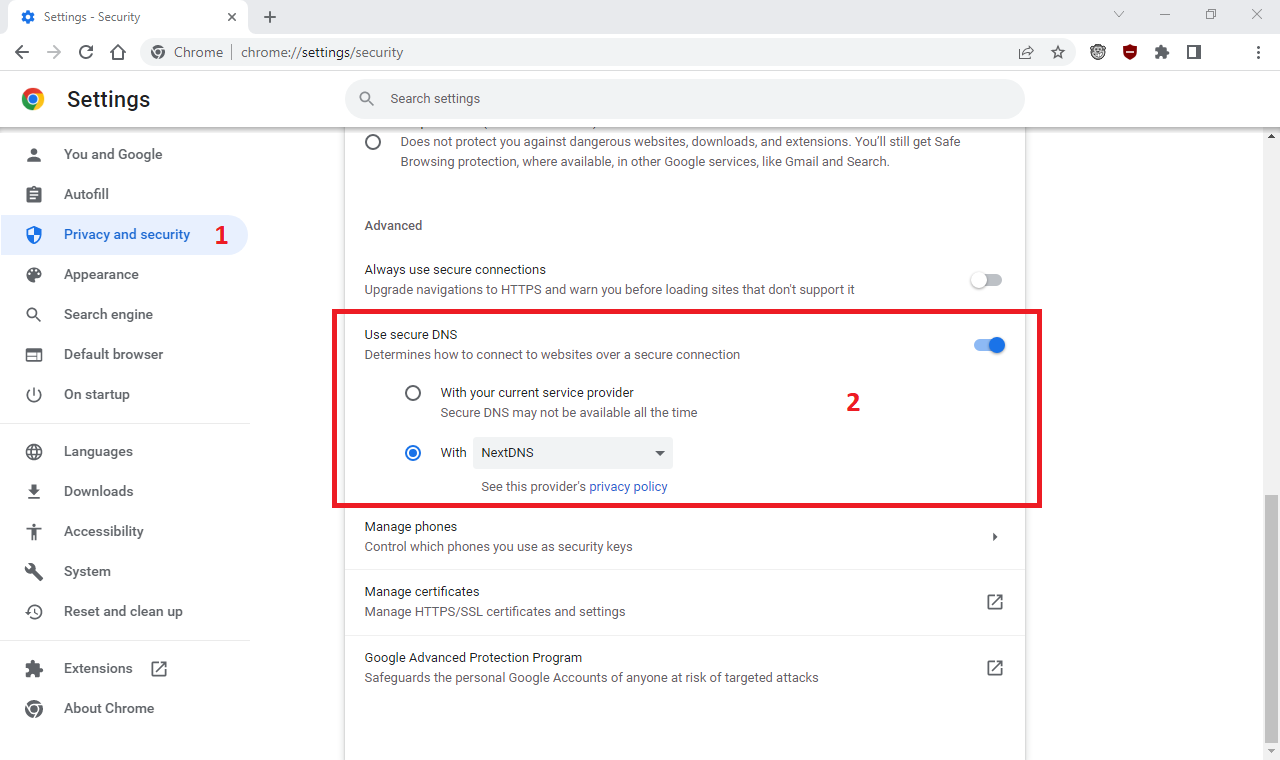 Settings - Security
Chrome
chrome://settings/security
Settings
Search settings
You and Google
Autofill
Privacy and security
1
Appearance
Search engine
Default browser
On startup
Languages
Downloads
Accessibility
System
Reset and clean up
Extensions
About Chrome
Does not protect you against dangerous websites, downloads, and extensions. You'll still get Safe
Browsing protection, where available, in other Google services, like Gmail and Search.
Advanced
Always use secure connections
Upgrade navigations to HTTPS and warn you before loading sites that don't support it
Use secure DNS
Determines how to connect to websites over a secure connection
With your current service provider
Secure DNS may not be available all the time
2
With NextDNS
See this provider's privacy policy
Manage phones
Control which phones you use as security keys
Manage certificates
Manage HTTPS/SSL certificates and settings
Google Advanced Protection Program
Safeguards the personal Google Accounts of anyone at risk of targeted attacks